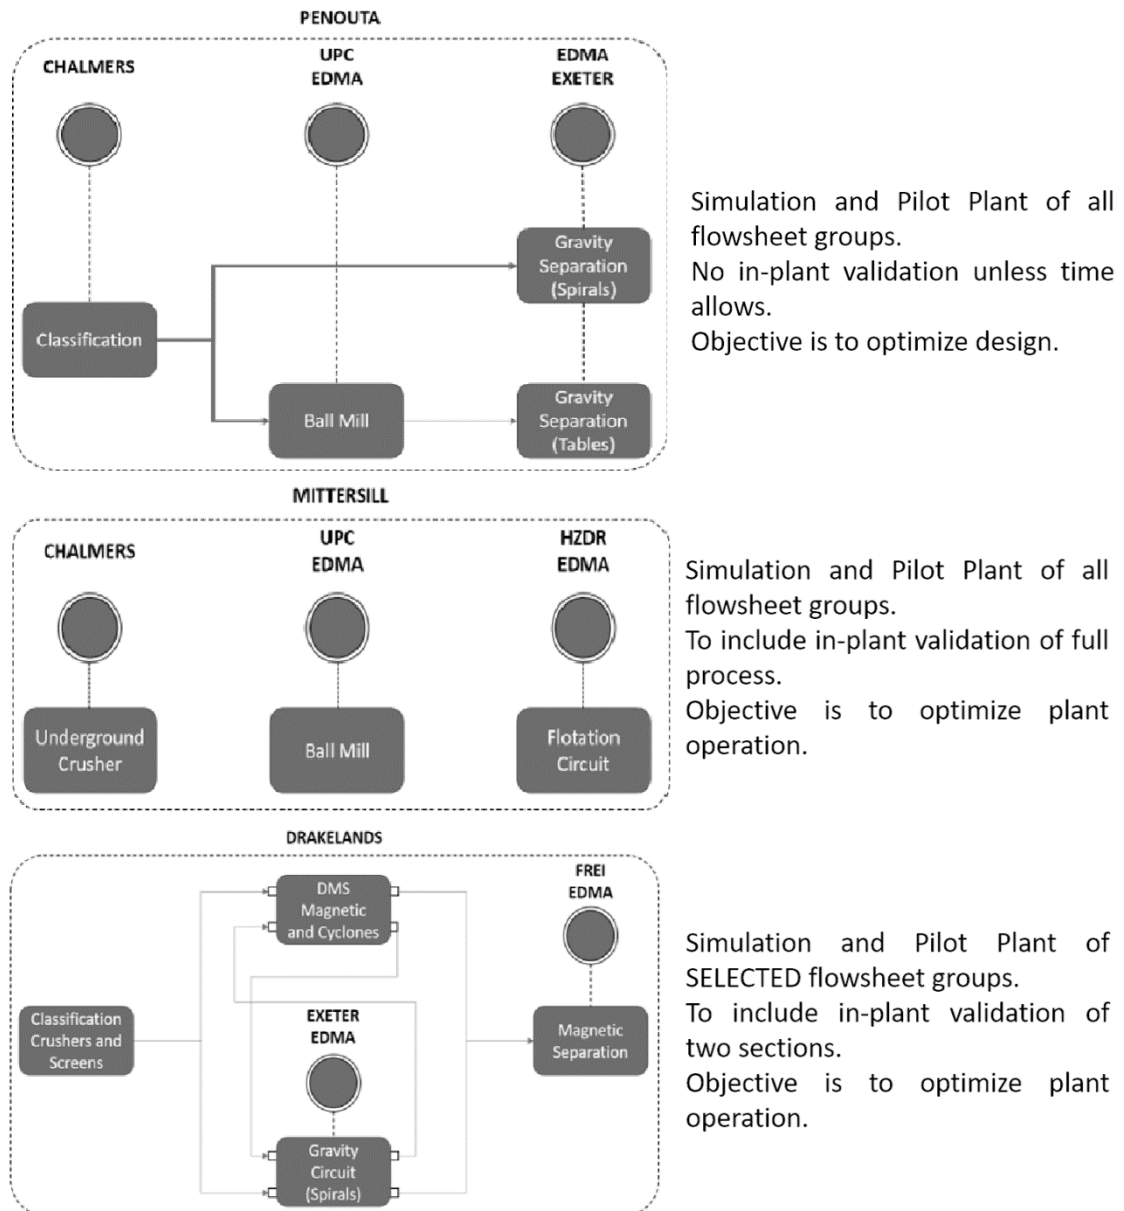 PENOUTA
CHALMERS
UPC
EDMA
EDMA
EXETER
Gravity
Separation
(Spirals)
Classification
Ball Mill
Gravity
Separation
(Tables)
Simulation and Pilot Plant of all
flowsheet groups.
No in-plant validation unless time
allows.
Objective is to optimize design.
MITTERSILL
CHALMERS
UPC
EDMA
HZDR
EDMA
Underground
Crusher
Ball Mill
Flotation
Circuit
Simulation and Pilot Plant of all
flowsheet groups.
To include in-plant validation of full
process.
Objective is to optimize plant
operation.
DRAKELANDS
DMS
Magnetic
and Cyclones
FREI
EDMA
Classification
Crushers and
Screens
EXETER
EDMA
Magnetic
Separation
Gravity
Circuit
(Spirals)
Simulation and Pilot Plant of
SELECTED flowsheet groups.
To include in-plant validation of
two sections.
Objective is to optimize plant
operation.